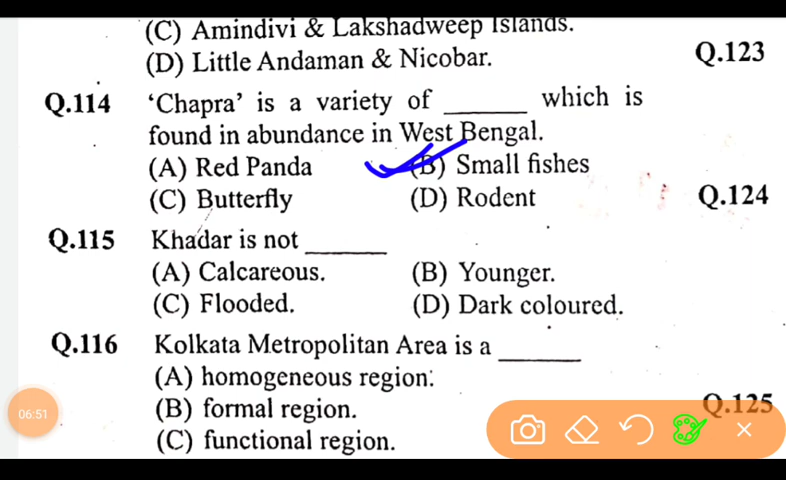 (C) Amindivi & Lakshadweep Islands.
(D) Little Andaman & Nicobar.
Q.123
Q.114 'Chapra' is a variety of ______ which is
found in abundance in West Bengal.
(A) Red Panda (B) Small fishes
(C) Butterfly (D) Rodent
Q.124
Q.115 Khadar is not ______
(A) Calcareous. (B) Younger.
(C) Flooded. (D) Dark coloured.
Q.116 Kolkata Metropolitan Area is a ______
(A) homogeneous region.
(B) formal region.
Q.125
(C) functional region.
06:51